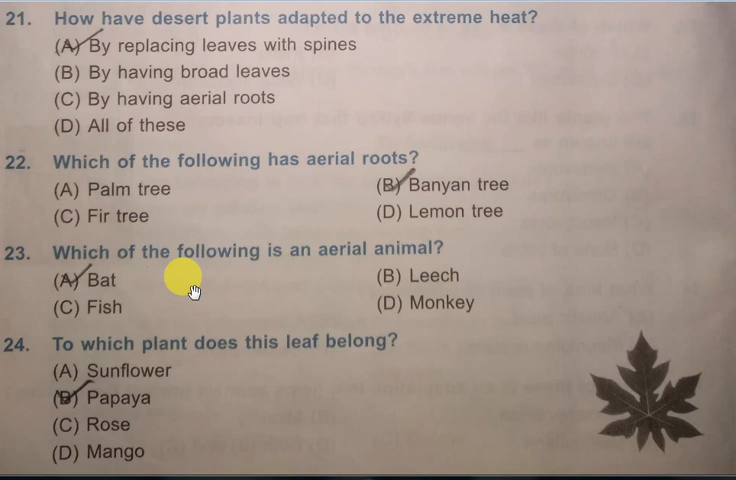 21. How have desert plants adapted to the extreme heat?
(A) By replacing leaves with spines
(B) By having broad leaves
(C) By having aerial roots
(D) All of these
22. Which of the following has aerial roots?
(A) Palm tree (B) Banyan tree
(C) Fir tree (D) Lemon tree
23. Which of the following is an aerial animal?
(A) Bat (B) Leech
(C) Fish (D) Monkey
24. To which plant does this leaf belong?
(A) Sunflower
(B) Papaya
(C) Rose
(D) Mango